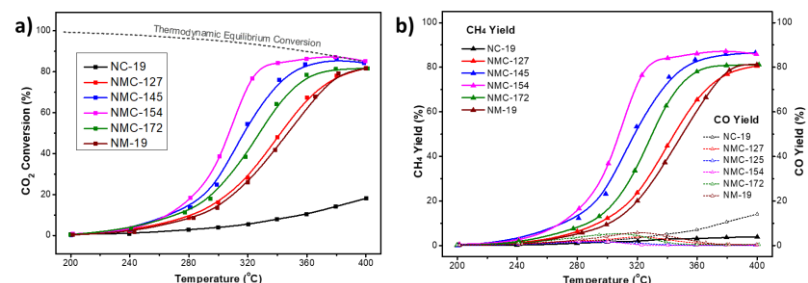 a)
Thermodynamic Equilibrium Conversion
CO2 Conversion (%)
100
80
60
40
20
0
NC-19
NMC-127
NMC-145
NMC-154
NMC-172
NM-19
200
240
280
320
360
400
Temperature (°C)
b)
CH4 Yield (%)
100
80
60
40
20
0
CH4 Yield
NC-19
NMC-127
NMC-145
NMC-154
NMC-172
NM-19
CO Yield
NC-19
NMC-127
NMC-125
NMC-154
NMC-172
NM-19
100
80
60
40
20
0
CO Yield (%)
200
240
280
320
360
400
Temperature (°C)